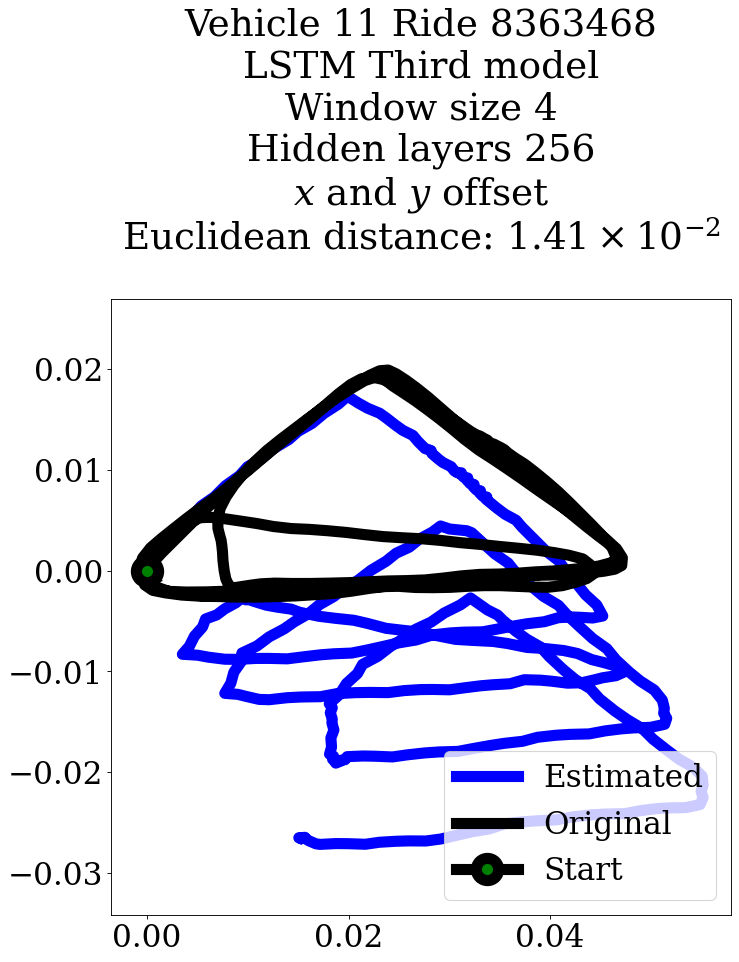 Vehicle 11 Ride 8363468
LSTM Third model
Window size 4
Hidden layers 256
x and y offset
Euclidean distance: 1.41 × 10⁻²
0.02
0.01
0.00
−0.01
−0.02
−0.03
Estimated
Original
Start
0.00 0.02 0.04